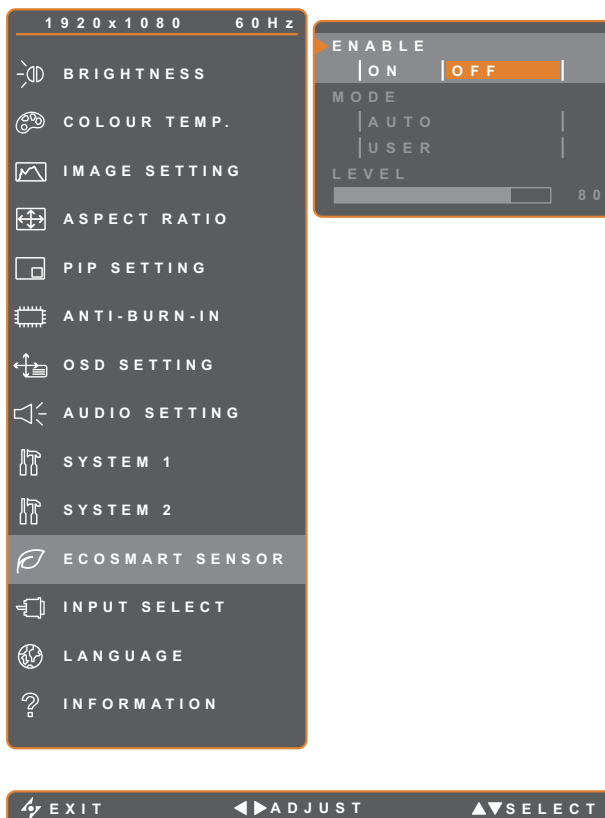 1920x1080 60Hz
BRIGHTNESS
COLOUR TEMP.
IMAGE SETTING
ASPECT RATIO
PIP SETTING
ANTI-BURN-IN
OSD SETTING
AUDIO SETTING
SYSTEM 1
SYSTEM 2
ECOSMART SENSOR
INPUT SELECT
LANGUAGE
INFORMATION
ENABLE
ON OFF
MODE
AUTO
USER
LEVEL
80
EXIT ADJUST SELECT